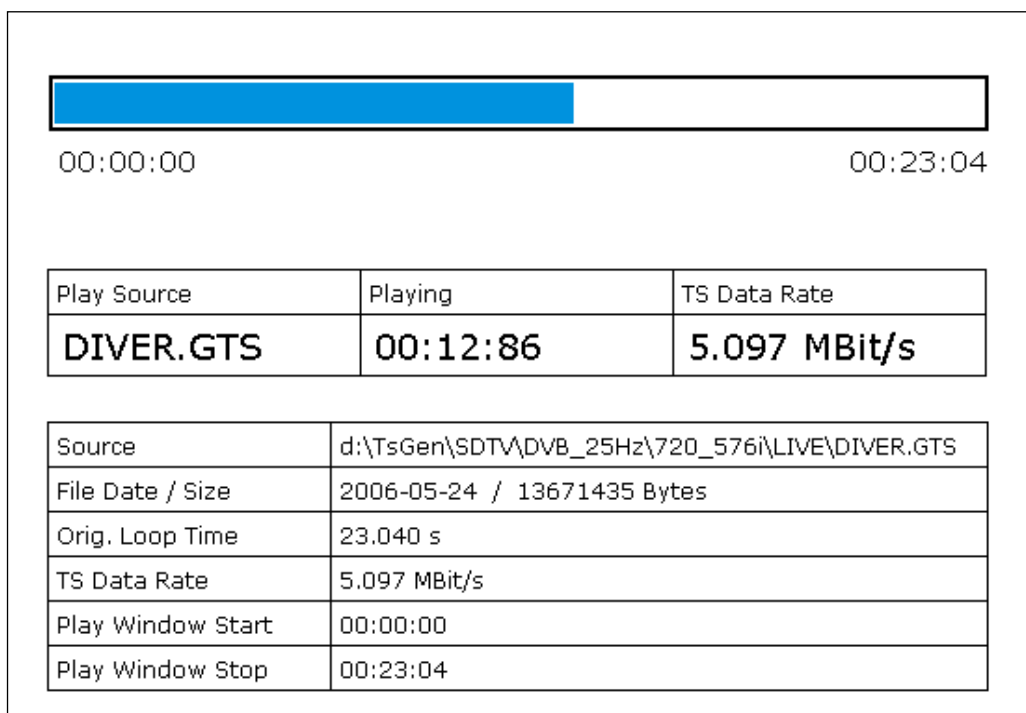 00:00:00 00:23:04
Play Source Playing TS Data Rate
DIVER.GTS 00:12:86 5.097 MBit/s
Source d:\TsGen\SDTV\DVB_25Hz\720_576i\LIVE\DIVER.GTS
File Date / Size 2006-05-24 / 13671435 Bytes
Orig. Loop Time 23.040 s
TS Data Rate 5.097 MBit/s
Play Window Start 00:00:00
Play Window Stop 00:23:04